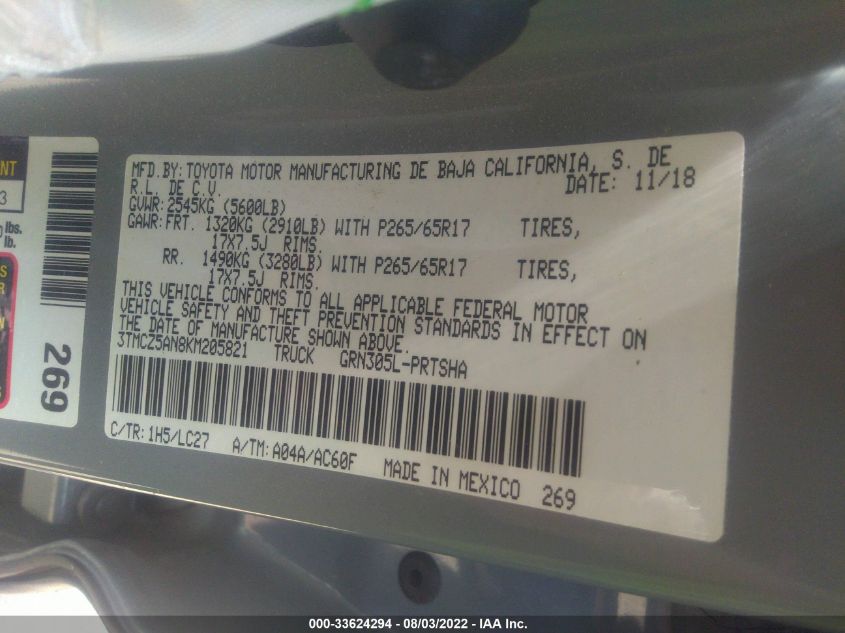 MFD.BY:TOYOTA MOTOR MANUFACTURING DE BAJA CALIFORNIA, S. DE
R.L. DE C.V. DATE: 11/18
GVWR:2545KG (5600LB)
GAWR:FRT. 1320KG (2910LB) WITH P265/65R17 TIRES,
17X7.5J RIMS.
RR. 1490KG (3280LB) WITH P265/65R17 TIRES,
17X7.5J RIMS.
THIS VEHICLE CONFORMS TO ALL APPLICABLE FEDERAL MOTOR
VEHICLE SAFETY AND THEFT PREVENTION STANDARDS IN EFFECT ON
THE DATE OF MANUFACTURE SHOWN ABOVE.
3TMCZ5AN8KM205821 TRUCK GRN305L-PRTSHA
C/TR:1H5/LC27 A/TM:A04A/AC60F MADE IN MEXICO 269
NT
3
lbs.
lb.
S
R
N
S
269
000-33624294 - 08/03/2022 - IAA Inc.